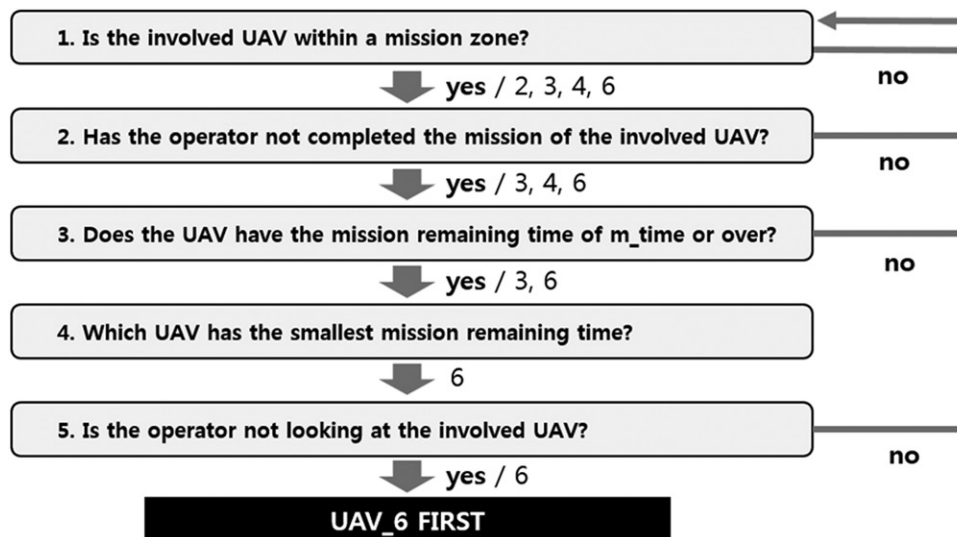 1. Is the involved UAV within a mission zone?
no
yes / 2, 3, 4, 6
2. Has the operator not completed the mission of the involved UAV?
no
yes / 3, 4, 6
3. Does the UAV have the mission remaining time of m_time or over?
no
yes / 3, 6
4. Which UAV has the smallest mission remaining time?
6
5. Is the operator not looking at the involved UAV?
no
yes / 6
UAV_6 FIRST